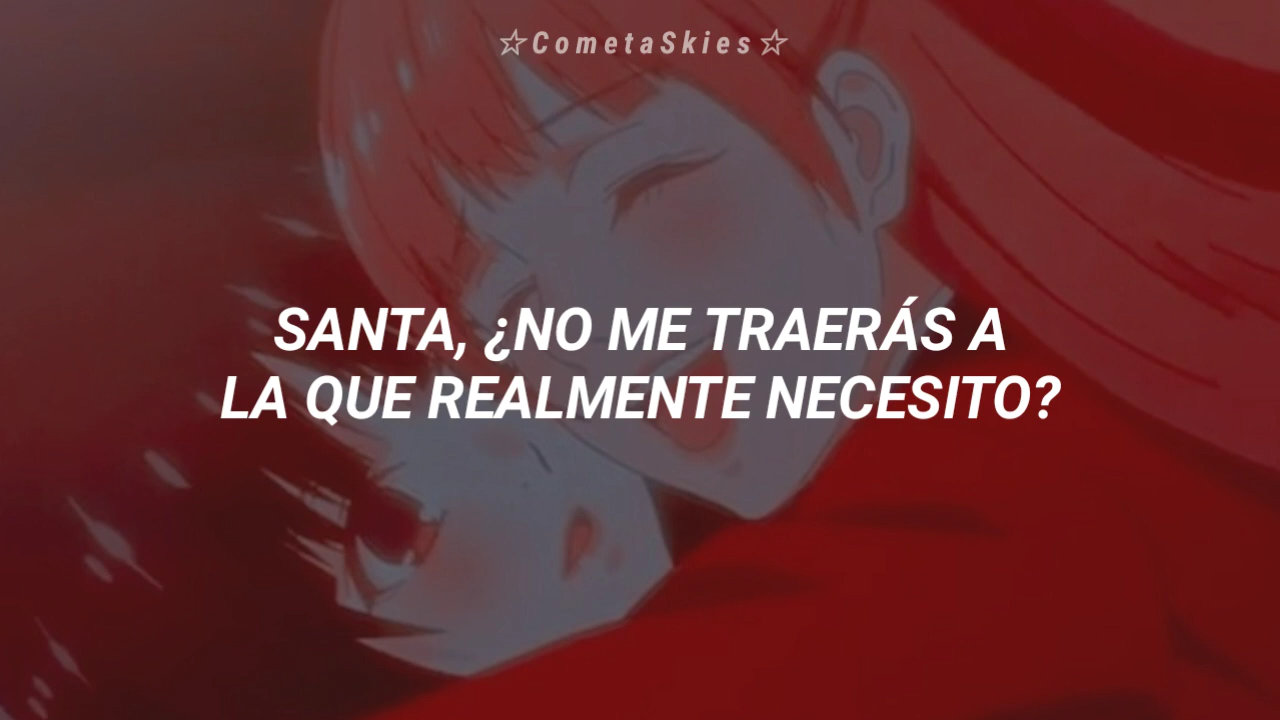 ☆CometaSkies☆
SANTA, ¿NO ME TRAERÁS A
LA QUE REALMENTE NECESITO?